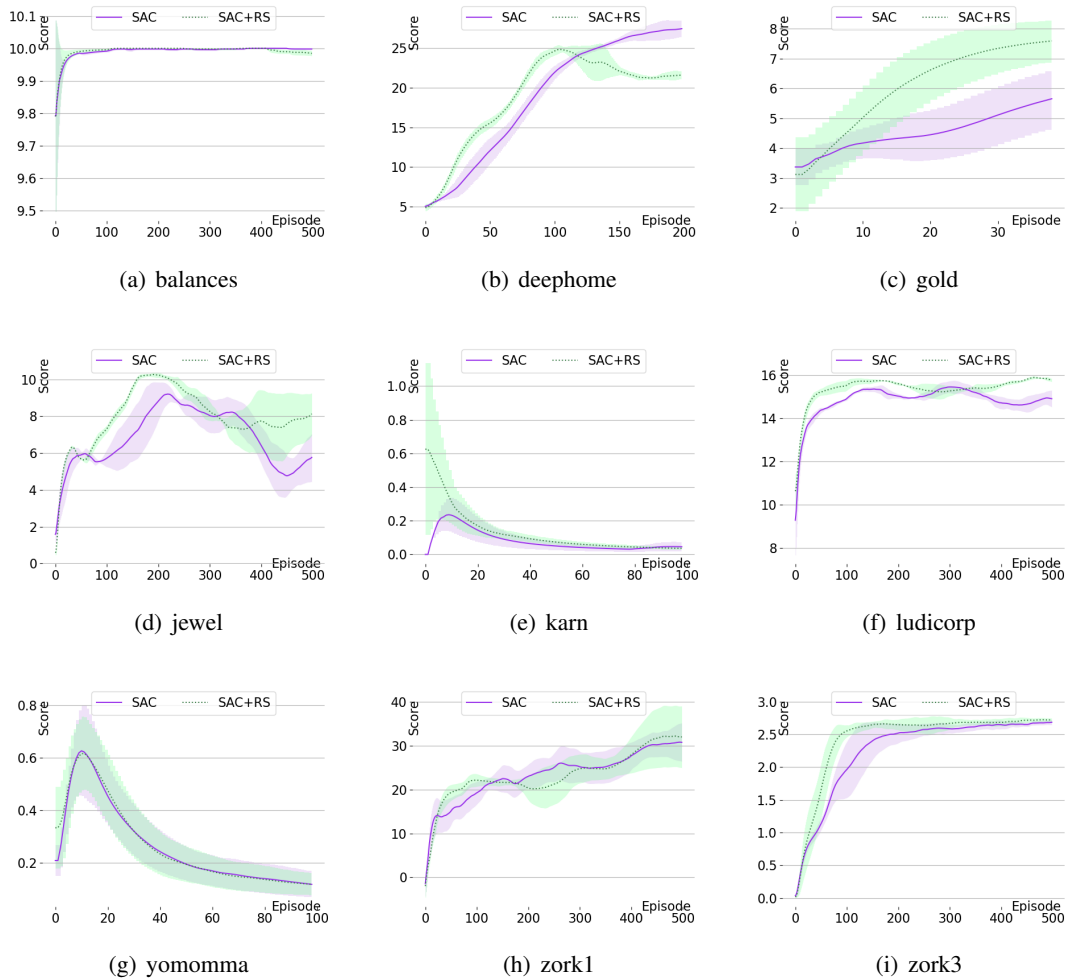 SAC SAC+RS
Score
10.1
10.0
9.9
9.8
9.7
9.6
9.5
Episode
0 100 200 300 400 500
(a) balances
SAC SAC+RS
Score
25
20
15
10
5
Episode
0 50 100 150 200
(b) deephome
SAC SAC+RS
Score
8
7
6
5
4
3
2
Episode
0 10 20 30
(c) gold
SAC SAC+RS
Score
10
8
6
4
2
0
Episode
0 100 200 300 400 500
(d) jewel
SAC SAC+RS
Score
1.0
0.8
0.6
0.4
0.2
0.0
Episode
0 20 40 60 80 100
(e) karn
SAC SAC+RS
Score
16
14
12
10
8
Episode
0 100 200 300 400 500
(f) ludicorp
SAC SAC+RS
Score
0.8
0.6
0.4
0.2
Episode
0 20 40 60 80 100
(g) yomomma
SAC SAC+RS
Score
40
30
20
10
0
Episode
0 100 200 300 400 500
(h) zork1
SAC SAC+RS
Score
3.0
2.5
2.0
1.5
1.0
0.5
0.0
Episode
0 100 200 300 400 500
(i) zork3